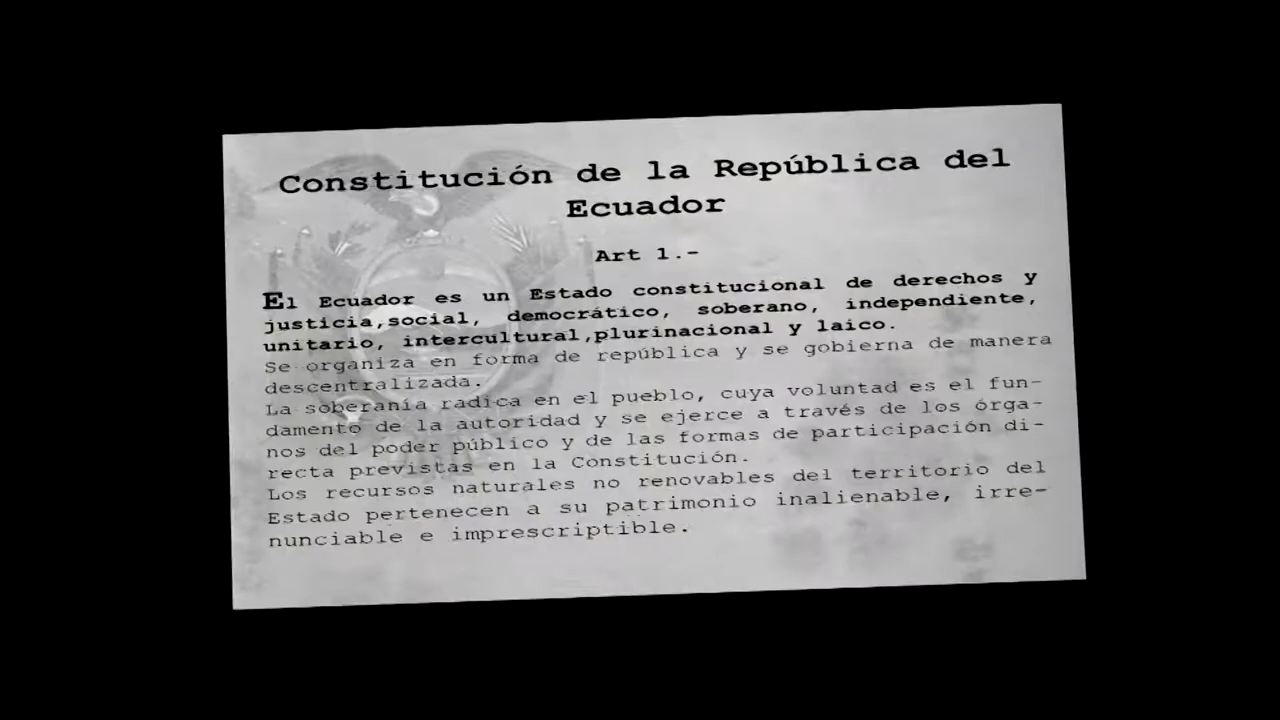 Constitución de la República del
Ecuador
Art 1.-
El Ecuador es un Estado constitucional de derechos y
justicia,social, democrático, soberano, independiente,
unitario, intercultural,plurinacional y laico.
Se organiza en forma de república y se gobierna de manera
descentralizada.
La soberanía radica en el pueblo, cuya voluntad es el fun-
damento de la autoridad y se ejerce a través de los órga-
nos del poder público y de las formas de participación di-
recta previstas en la Constitución.
Los recursos naturales no renovables del territorio del
Estado pertenecen a su patrimonio inalienable, irre-
nunciable e imprescriptible.